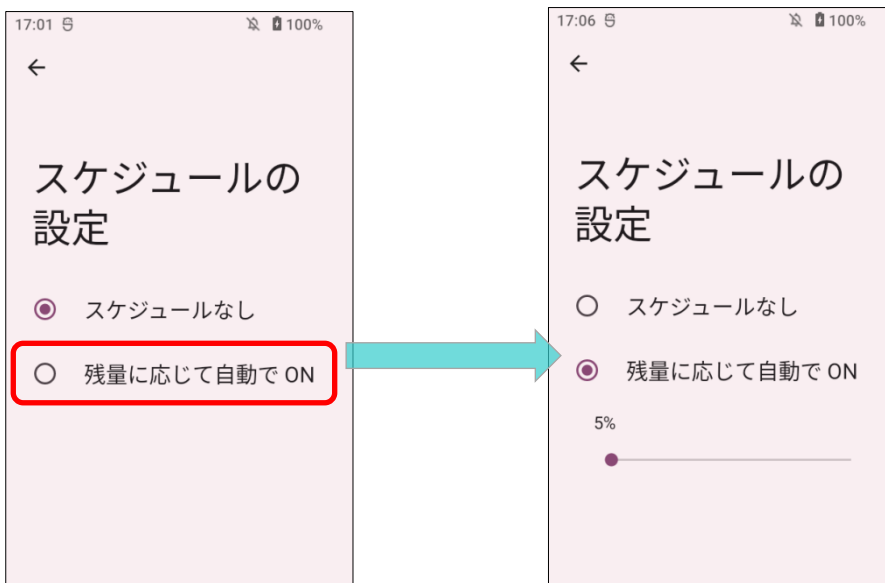 17:01 100%
スケジュールの
設定
スケジュールなし
残量に応じて自動で ON
17:06 100%
スケジュールの
設定
スケジュールなし
残量に応じて自動で ON
5%